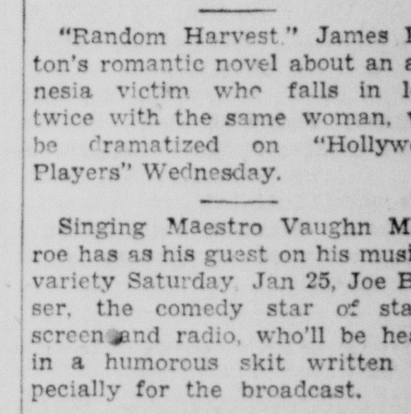 "Random Harvest." James
ton's romantic novel about an
nesia victim who falls in
twice with the same woman,
be dramatized on "Hollyw
Players" Wednesday.
Singing Maestro Vaughn M
roe has as his guest on his musi
variety Saturday, Jan 25, Joe B
ser, the comedy star of sta
screen and radio, who'll be hea
in a humorous skit written
pecially for the broadcast.